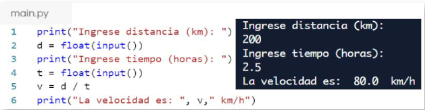 main.py
1 print("Ingrese distancia (km): ")
2 d = float(input())
3 print("Ingrese tiempo (horas): ")
4 t = float(input())
5 v = d / t
6 print("La velocidad es: ", v," km/h")
Ingrese distancia (km):
200
Ingrese tiempo (horas):
2.5
La velocidad es:  80.0  km/h